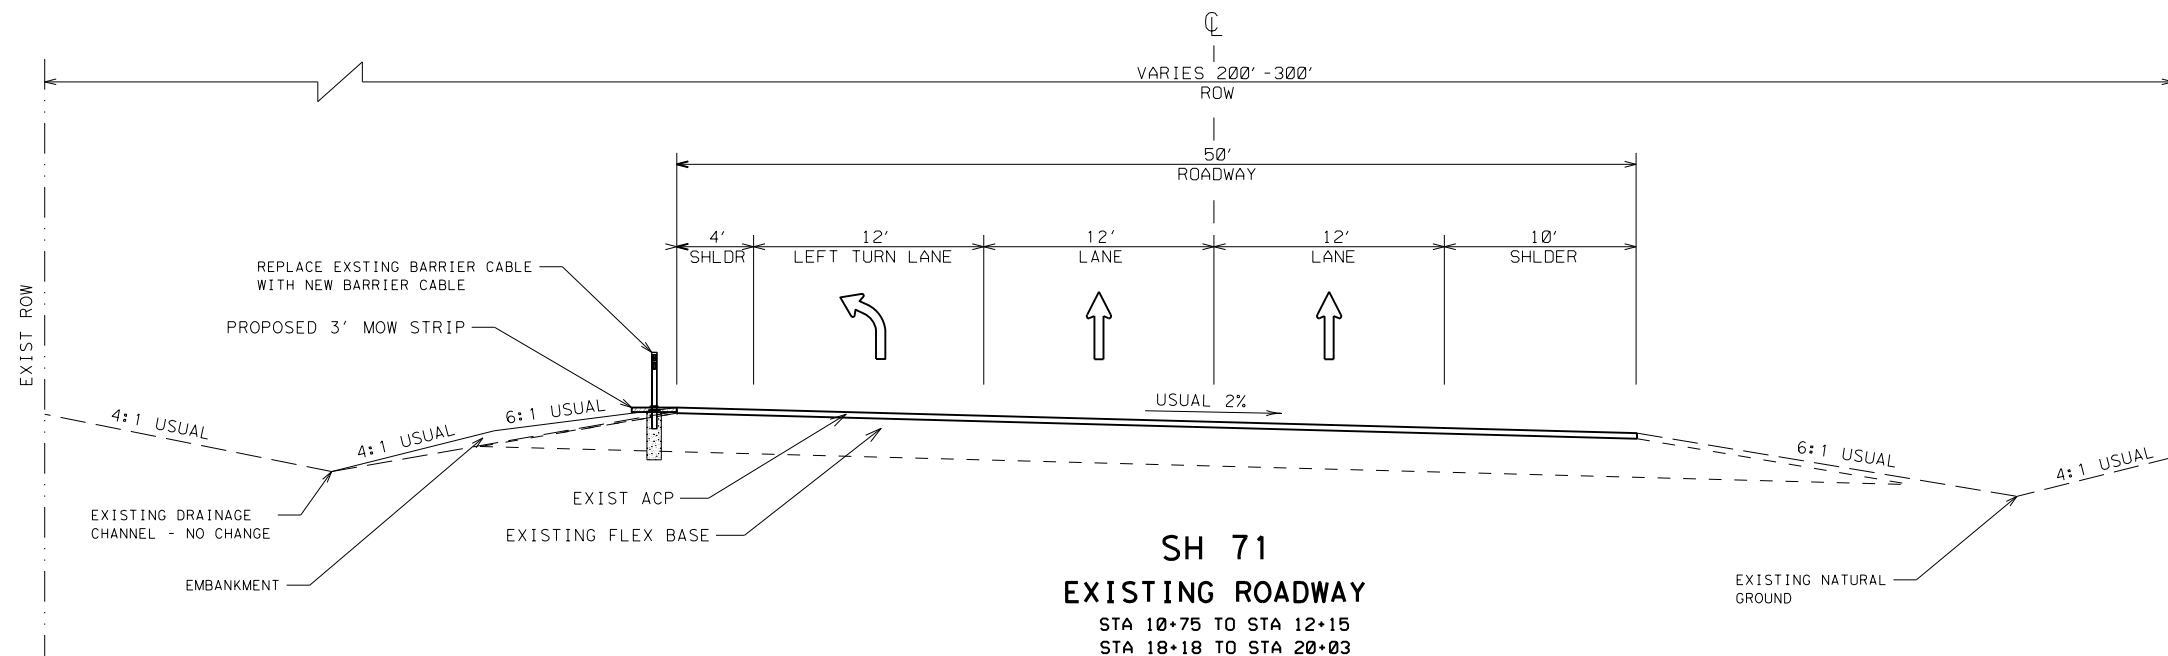 ℄
VARIES 200' -300'
ROW
50'
ROADWAY
4'
SHLDR
12'
LEFT TURN LANE
12'
LANE
12'
LANE
10'
SHLDER
REPLACE EXSTING BARRIER CABLE
WITH NEW BARRIER CABLE
PROPOSED 3' MOW STRIP
EXIST ROW
4:1 USUAL
4:1 USUAL
6:1 USUAL
USUAL 2%
6:1 USUAL
4:1 USUAL
EXIST ACP
EXISTING FLEX BASE
EXISTING DRAINAGE
CHANNEL - NO CHANGE
EMBANKMENT
EXISTING NATURAL
GROUND
SH 71
EXISTING ROADWAY
STA 10+75 TO STA 12+15
STA 18+18 TO STA 20+03